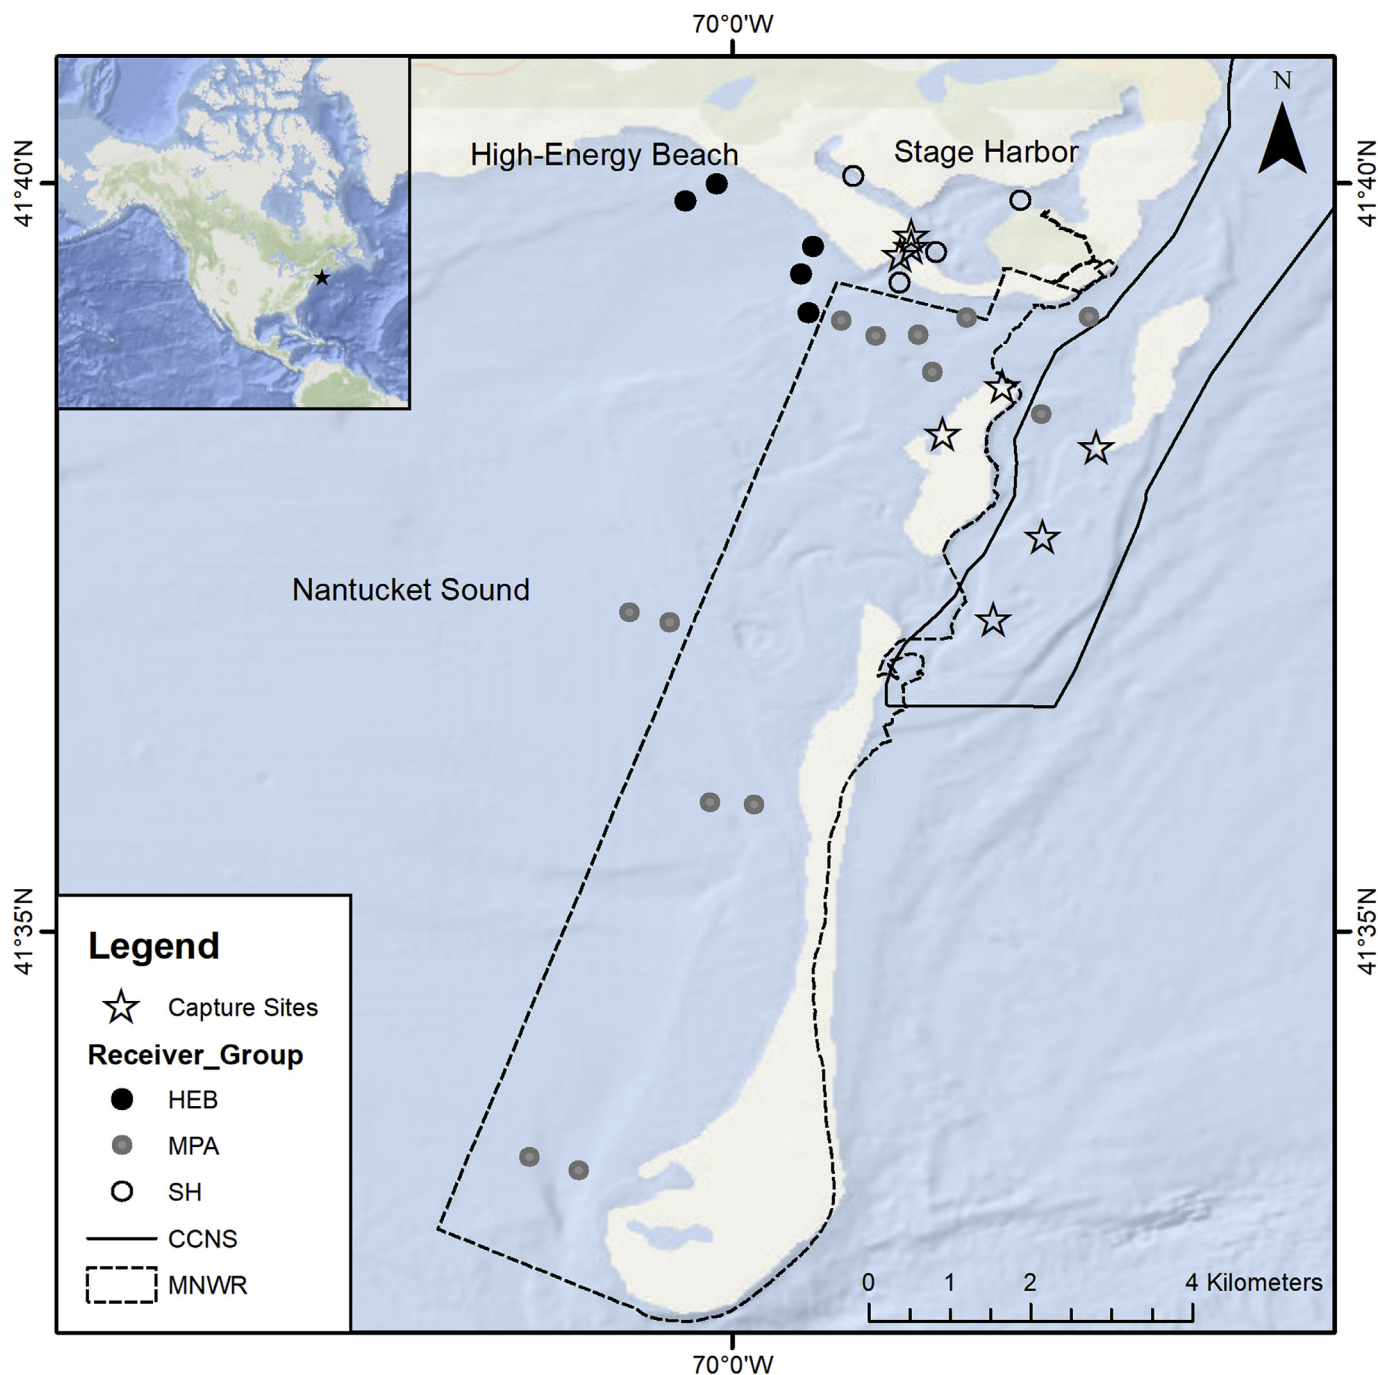 70°0'W
N
High-Energy Beach
Stage Harbor
41°40'N
41°40'N
Nantucket Sound
41°35'N
41°35'N
Legend
Capture Sites
Receiver_Group
HEB
MPA
SH
CCNS
MNWR
0 1 2 4 Kilometers
70°0'W